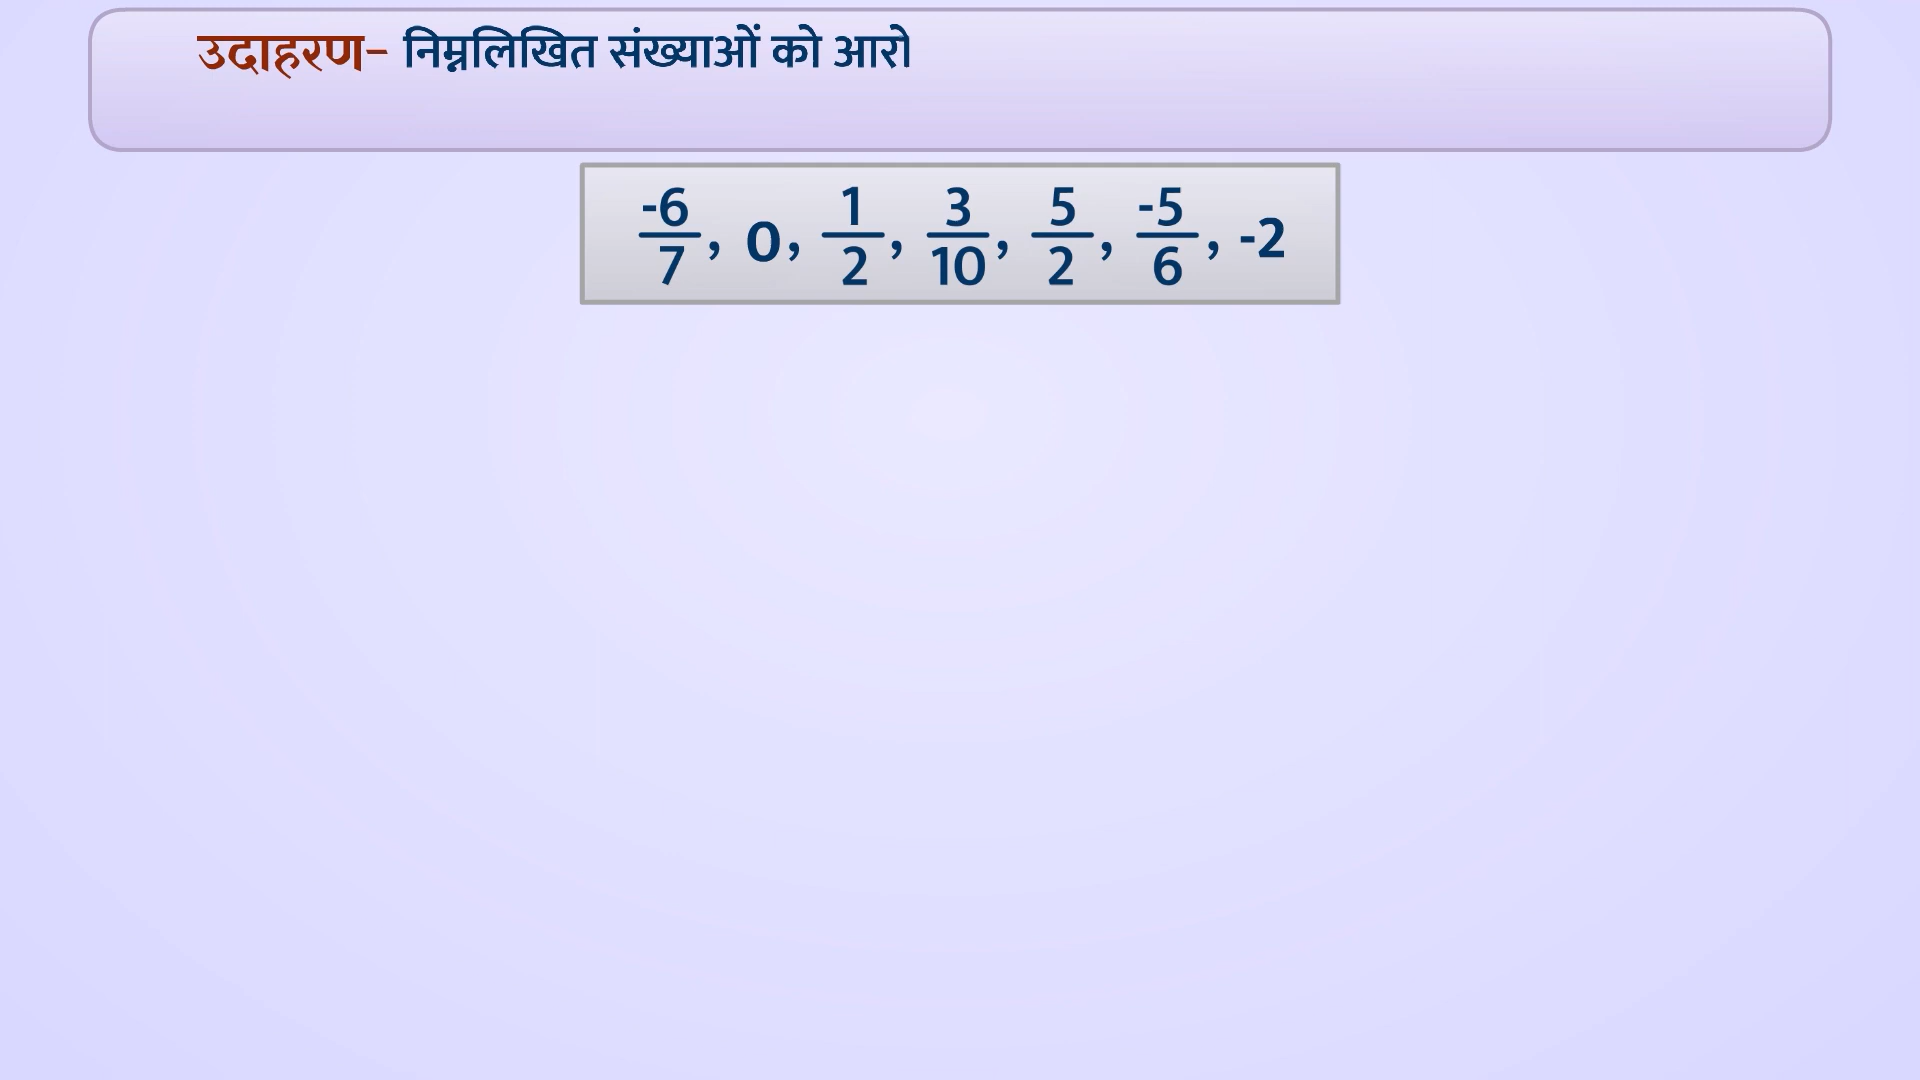 उदाहरण– निम्नलिखित संख्याओं को आरो
-6/7, 0, 1/2, 3/10, 5/2, -5/6, -2